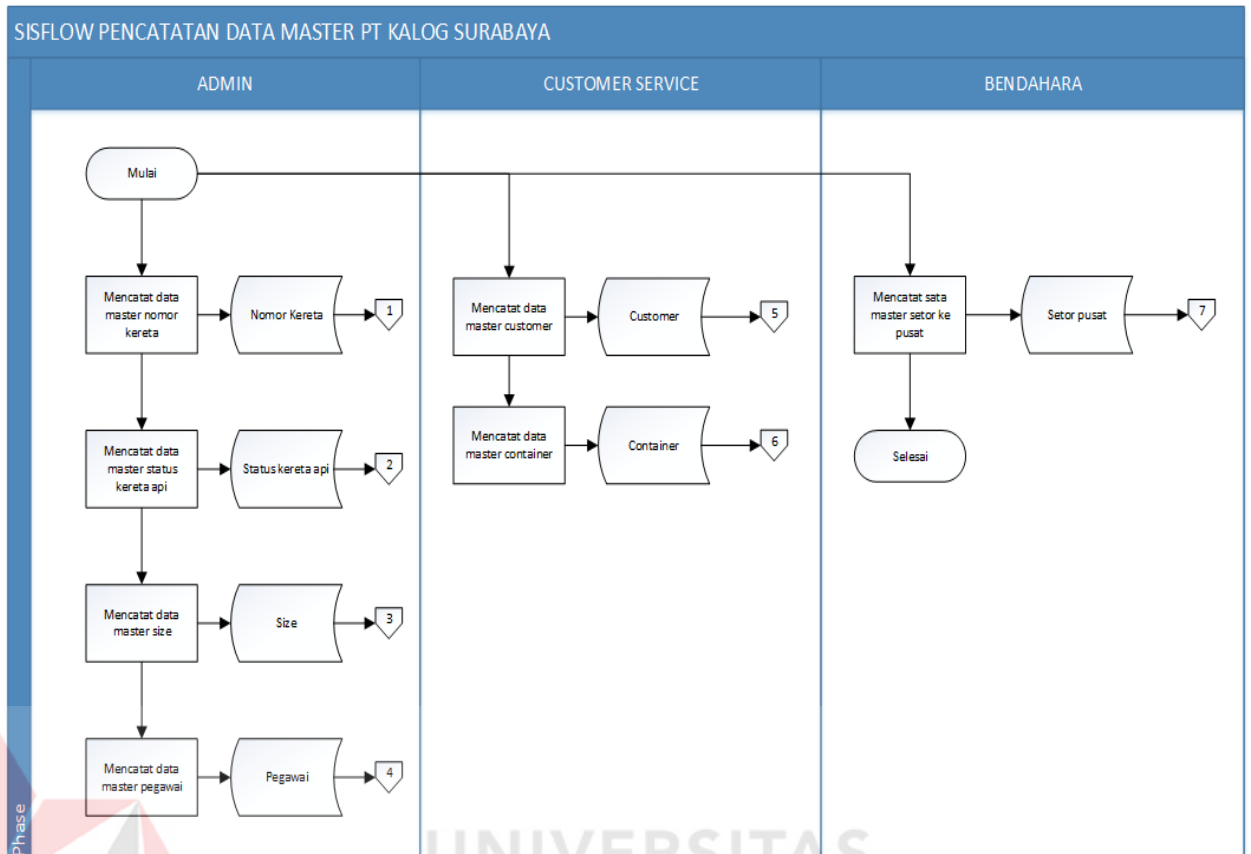 SISFLOW PENCATATAN DATA MASTER PT KALOG SURABAYA
ADMIN
CUSTOMER SERVICE
BENDAHARA
Mulai
Mencatat data
master nomor
kereta
Nomor Kereta
1
Mencatat data
master customer
Customer
5
Mencatat sata
master setor ke
pusat
Setor pusat
7
Mencatat data
master status
kereta api
Status kereta api
2
Mencatat data
master container
Container
6
Selesai
Mencatat data
master size
Size
3
Mencatat data
master pegawai
Pegawai
4
Phase
UNIVERSITAS